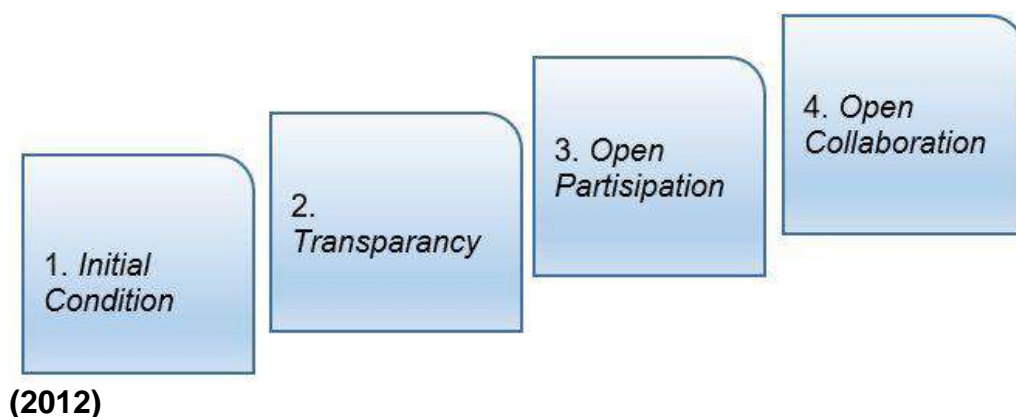 1. Initial
Condition
2.
Transparancy
3. Open
Partisipation
4. Open
Collaboration
(2012)